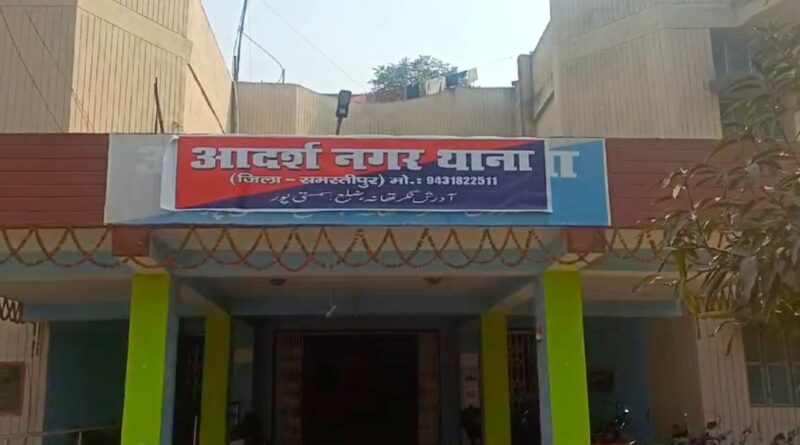 आदर्श नगर थाना
(जिला - समस्तीपुर) मो.: 9431822511
آدرش نگر تھانہ ضلع سمستی پور